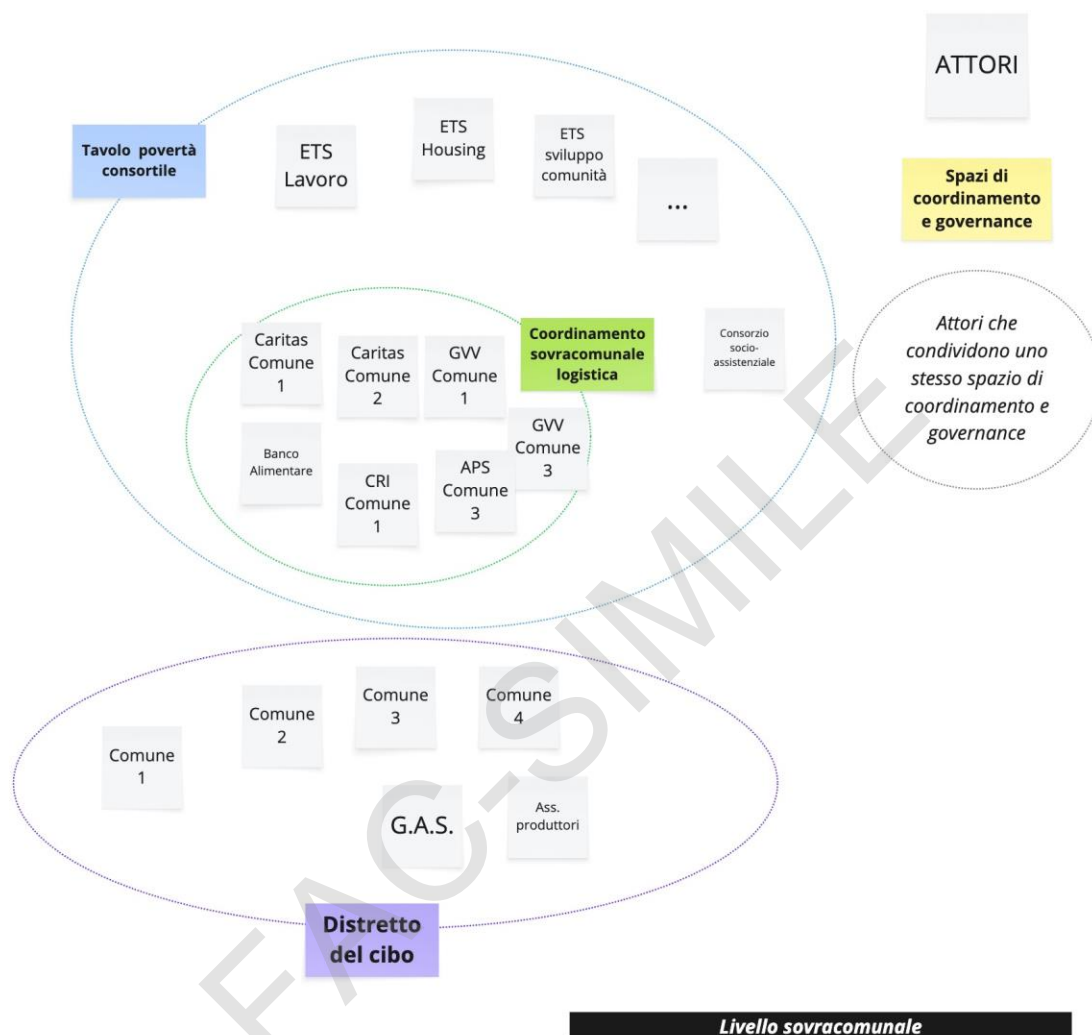 ATTORI
Tavolo povertà
consortile
ETS
Lavoro
ETS
Housing
ETS
sviluppo
comunità
...
Spazi di
coordinamento
e governance
Caritas
Comune
1
Caritas
Comune
2
GVV
Comune
1
Coordinamento
sovracomunale
logistica
Consorzio
socio-
assistenziale
Attori che
condividono uno
stesso spazio di
coordinamento e
governance
Banco
Alimentare
CRI
Comune
1
APS
Comune
3
GVV
Comune
3
Comune
1
Comune
2
Comune
3
Comune
4
G.A.S.
Ass.
produttori
Distretto
del cibo
FAC-SIMILE
Livello sovracomunale